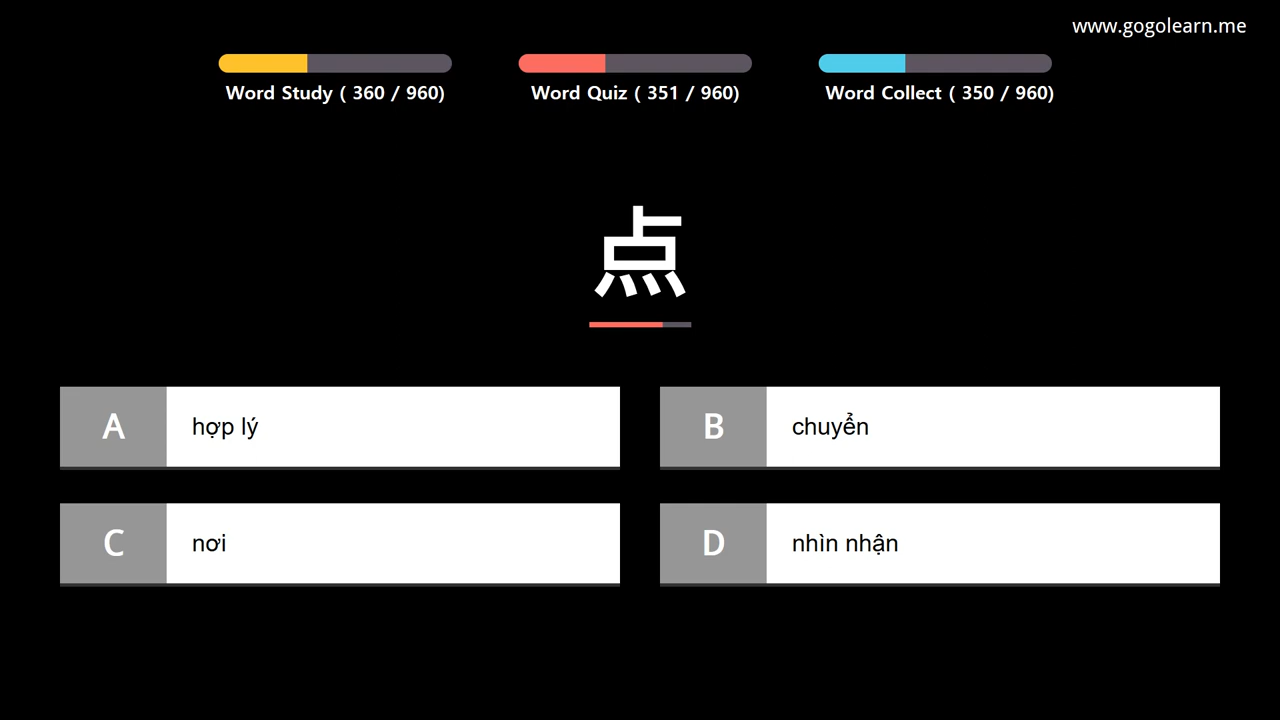 www.gogolearn.me
Word Study ( 360 / 960)
Word Quiz ( 351 / 960)
Word Collect ( 350 / 960)
点
A hợp lý
B chuyển
C nơi
D nhìn nhận